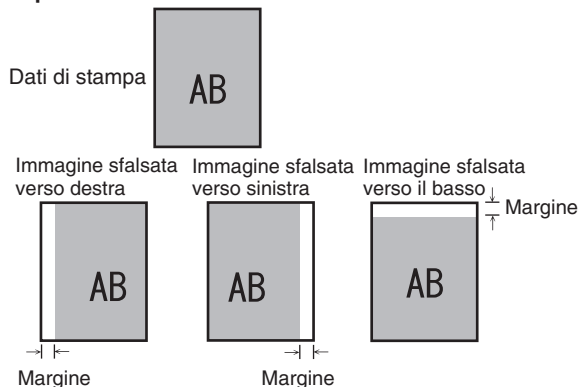 Dati di stampa
AB
Immagine sfalsata
verso destra
Immagine sfalsata
verso sinistra
Immagine sfalsata
verso il basso
Margine
AB
AB
AB
Margine
Margine